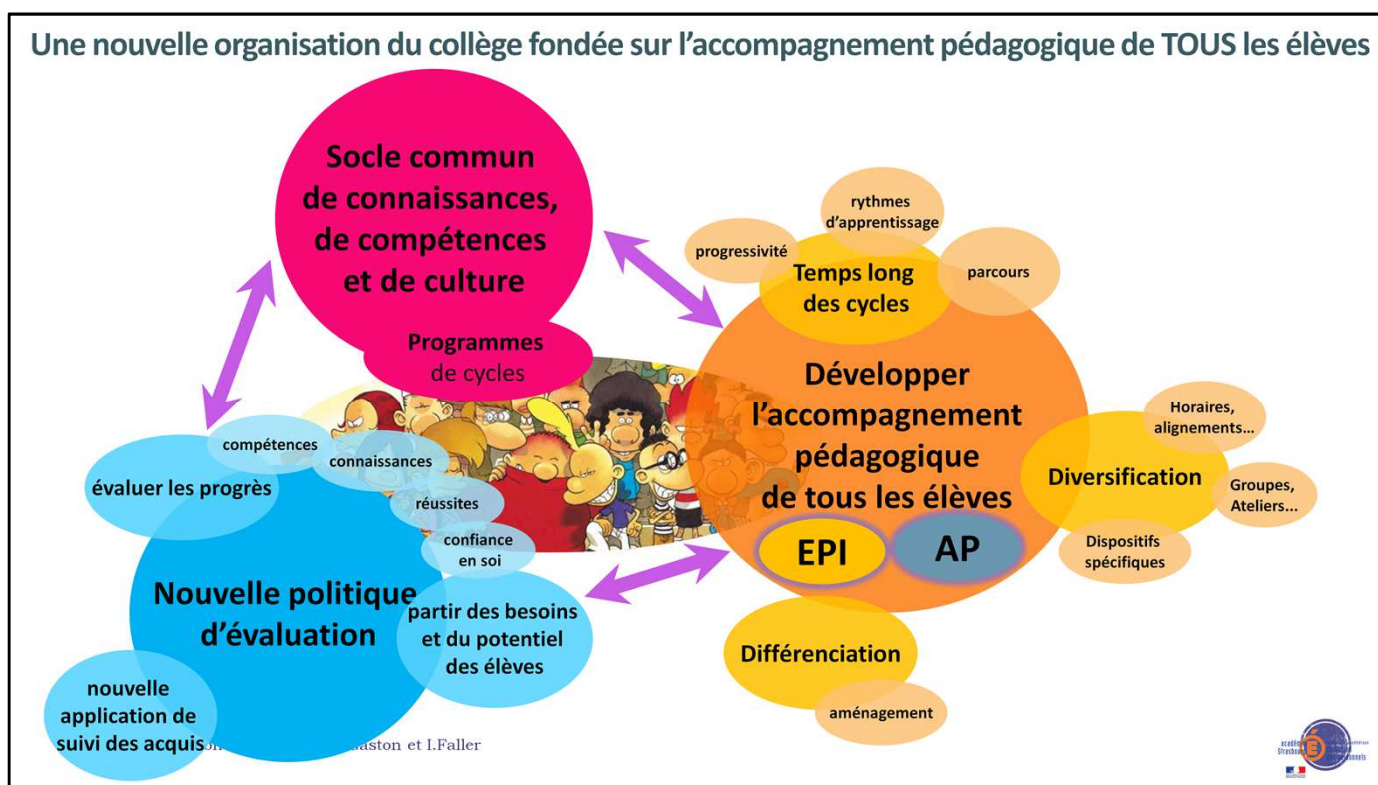 Une nouvelle organisation du collège fondée sur l'accompagnement pédagogique de TOUS les élèves
Socle commun
de connaissances,
de compétences
et de culture
Programmes
de cycles
rythmes
d'apprentissage
progressivité
parcours
Temps long
des cycles
Développer
l'accompagnement
pédagogique
de tous les élèves
EPI
AP
Horaires,
alignements...
Diversification
Groupes,
Ateliers...
Dispositifs
spécifiques
Différenciation
aménagement
compétences
connaissances
évaluer les progrès
réussites
confiance
en soi
Nouvelle politique
d'évaluation
partir des besoins
et du potentiel
des élèves
nouvelle
application de
suivi des acquis
et I.Faller
académie
Strasbourg